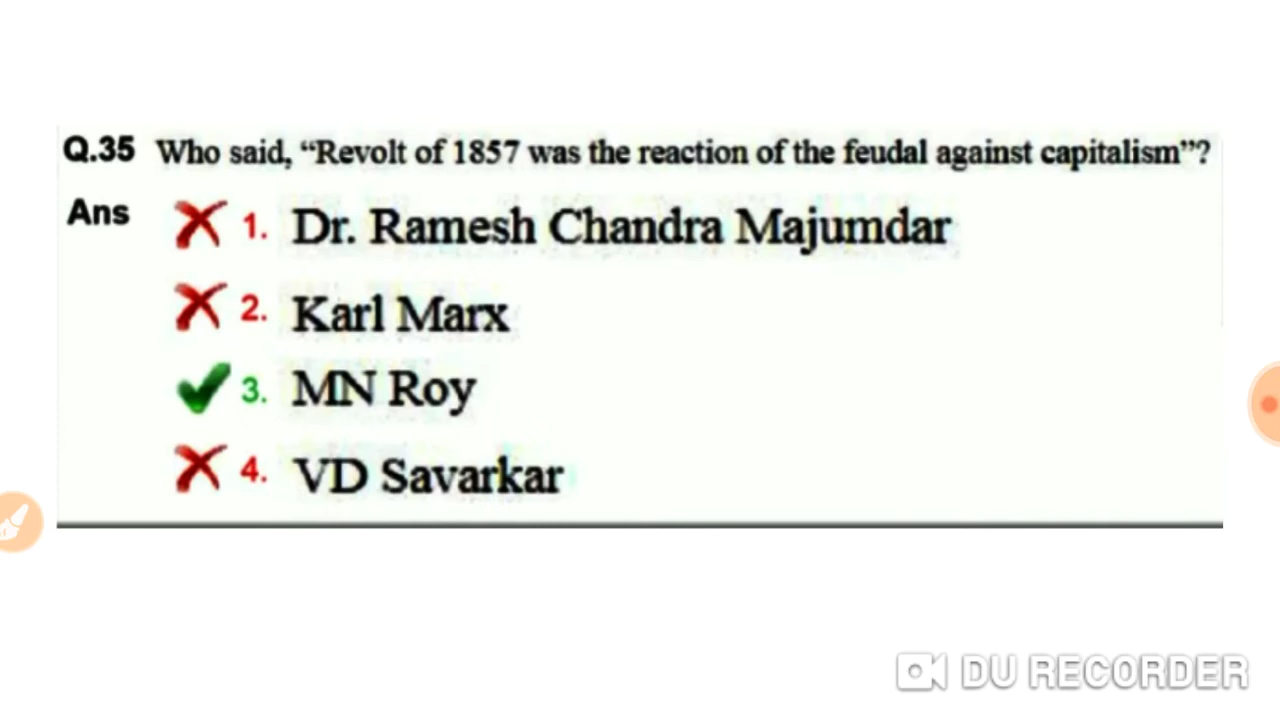 Q.35 Who said, “Revolt of 1857 was the reaction of the feudal against capitalism”?
Ans 1. Dr. Ramesh Chandra Majumdar
2. Karl Marx
3. MN Roy
4. VD Savarkar
DU RECORDER